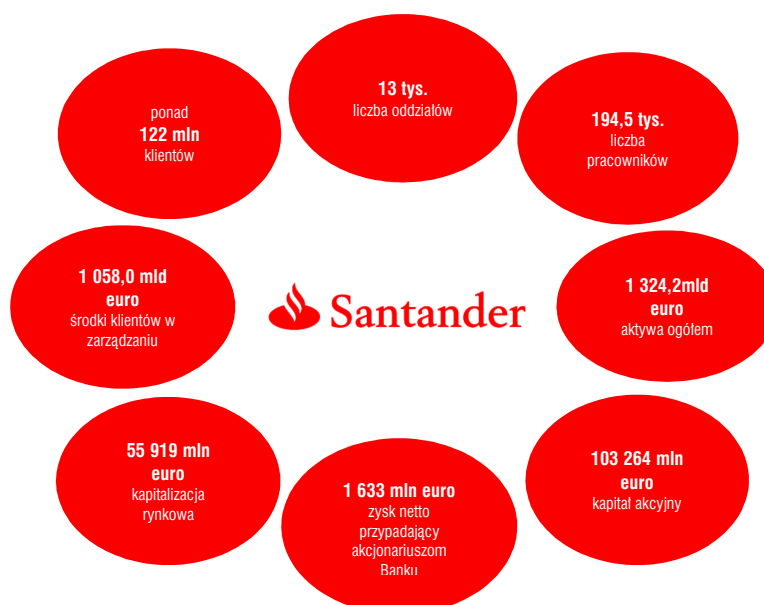 13 tys.
liczba oddziałów
ponad
122 mln
klientów
194,5 tys.
liczba
pracowników
1 058,0 mld
euro
środki klientów w
zarządzaniu
Santander
1 324,2mld
euro
aktywa ogółem
55 919 mln
euro
kapitalizacja
rynkowa
1 633 mln euro
zysk netto
przypadający
akcjonariuszom
Banku
103 264 mln
euro
kapitał akcyjny